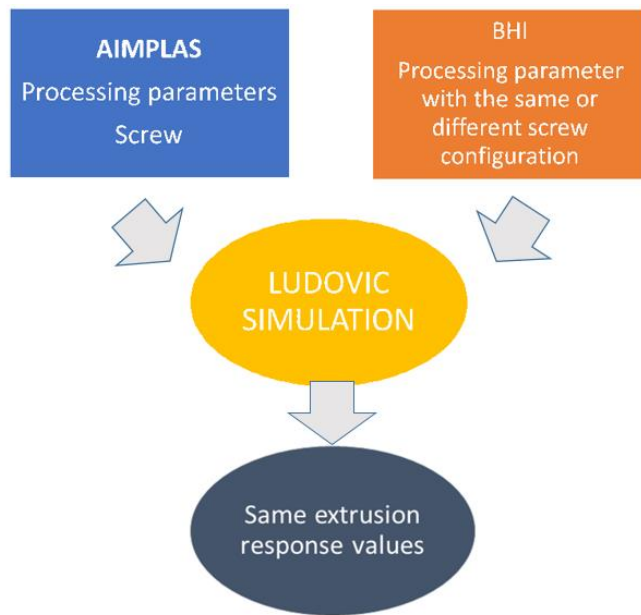 AIMPLAS
Processing parameters
Screw
BHI
Processing parameter
with the same or
different screw
configuration
LUDOVIC
SIMULATION
Same extrusion
response values